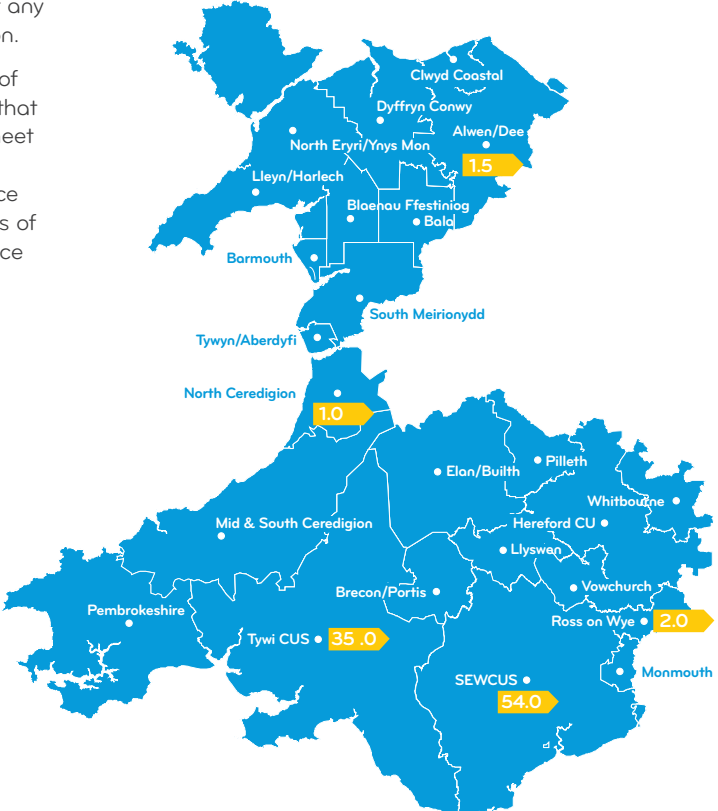 any
on.
of
that
meet
ce
s of
ce
Clwyd Coastal
Dyffryn Conwy
Alwen/Dee
1.5
North Eryri/Ynys Mon
Lleyn/Harlech
Blaenau Ffestiniog
Bala
Barmouth
South Meirionydd
Tywyn/Aberdyfi
North Ceredigion
1.0
Elan/Builth
Pilleth
Whitbourne
Mid & South Ceredigion
Hereford CU
Llyswen
Brecon/Portis
Vowchurch
Pembrokeshire
Ross on Wye
2.0
Tywi CUS
35 .0
SEWCUS
Monmouth
54.0